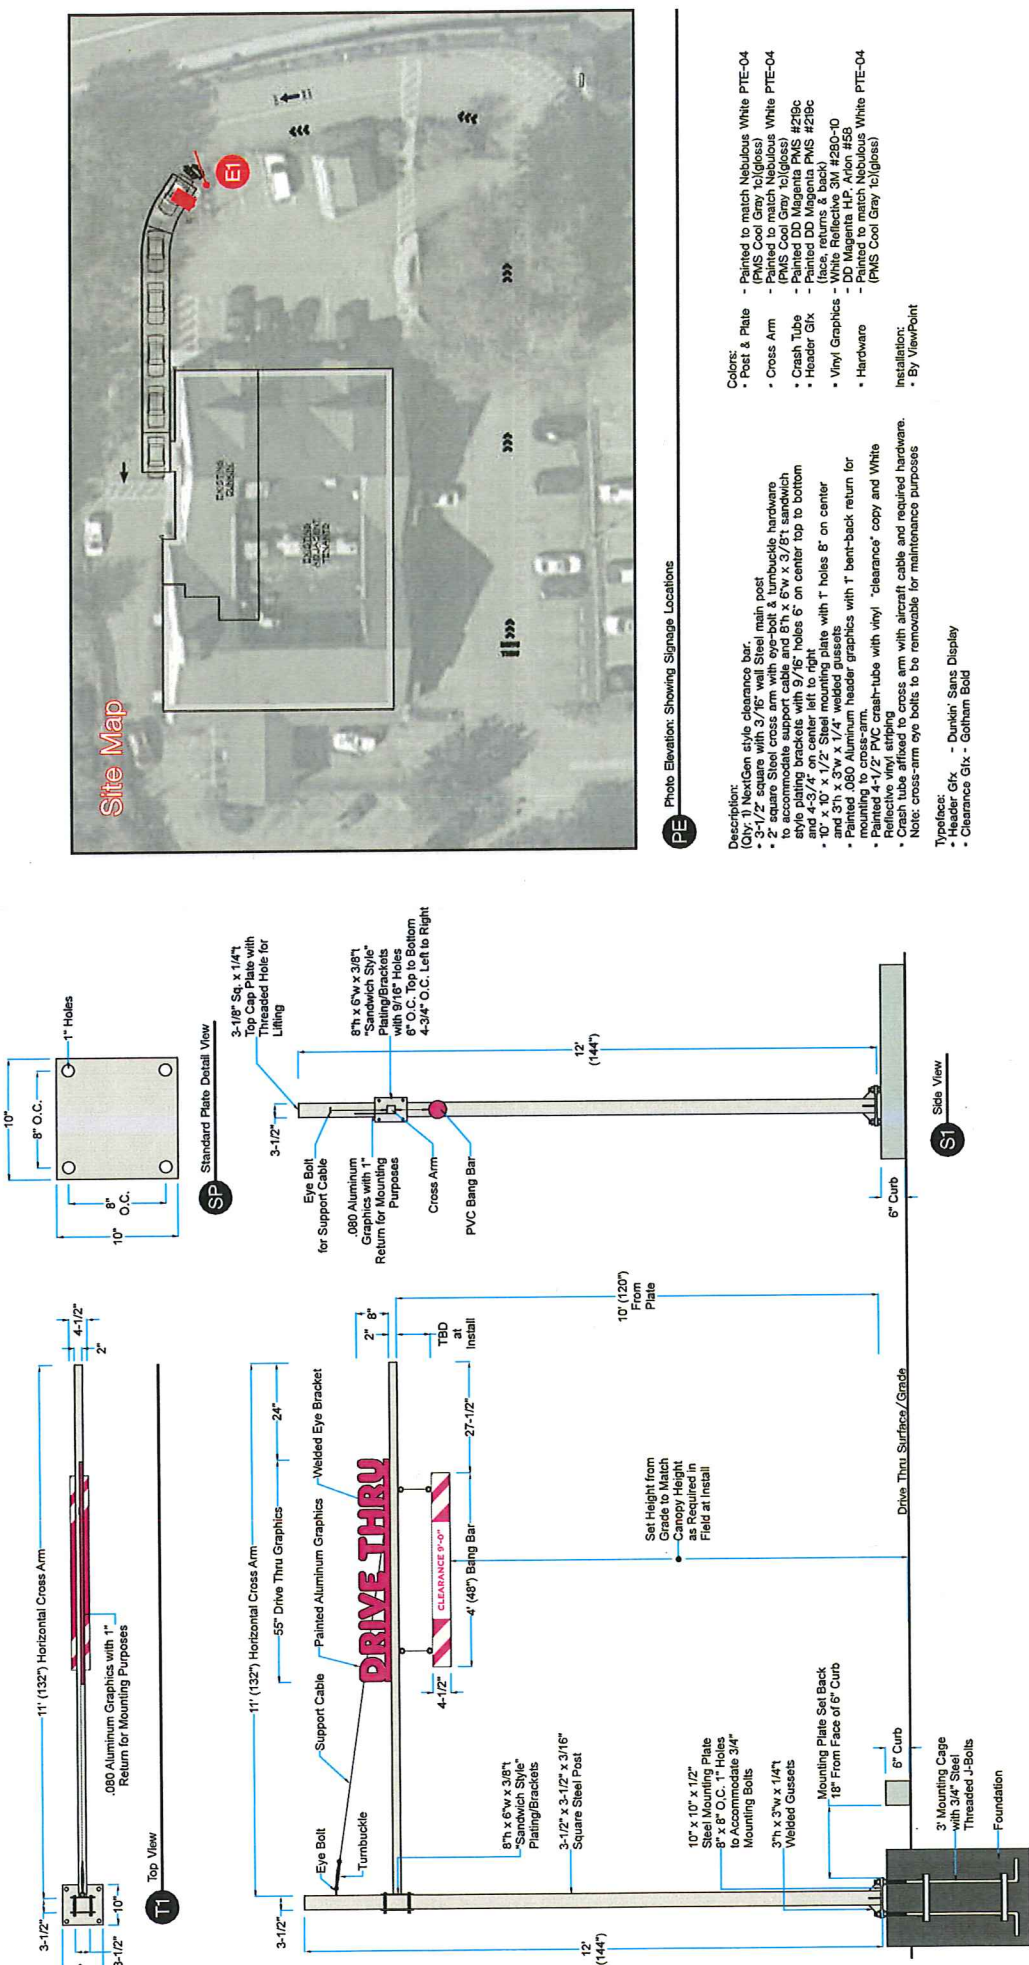 Site Map
E1
EXISTING
DUNKIN'
EXISTING
ADJACENT
TENANTS
PE
Photo Elevation: Showing Signage Locations
Description:
(Qty: 1) NextGen style clearance bar.
• 3-1/2" square with 3/16" wall Steel main post
• 2" square Steel cross arm with eye-bolt & turnbuckle hardware
to accommodate support cable and 8"h x 6"w x 3/8"t sandwich
style plating brackets with 9/16" holes 6" on center top to bottom
and 4-3/4" on center left to right
• 10" x 10" x 1/2" Steel mounting plate with 1" holes 8" on center
and 3"h x 3"w x 1/4" welded gussets
• Painted .080 Aluminum header graphics with 1" bent-back return for
mounting to cross-arm.
• Painted 4-1/2" PVC crash-tube with vinyl "clearance" copy and White
Reflective vinyl striping
• Crash tube affixed to cross arm with aircraft cable and required hardware.
Note: cross-arm eye bolts to be removable for maintenance purposes
Typeface:
• Header Gfx - Dunkin' Sans Display
• Clearance Gfx - Gotham Bold
Colors:
• Post & Plate - Painted to match Nebulous White PTE-04
(PMS Cool Gray 1c)(gloss)
• Cross Arm - Painted to match Nebulous White PTE-04
(PMS Cool Gray 1c)(gloss)
• Crash Tube - Painted DD Magenta PMS #219c
• Header Gfx - Painted DD Magenta PMS #219c
(face, returns & back)
• Vinyl Graphics - White Reflective 3M #280-10
- DD Magenta H.P. Arlon #58
• Hardware - Painted to match Nebulous White PTE-04
(PMS Cool Gray 1c)(gloss)
Installation:
• By ViewPoint
10"
8" O.C.
1" Holes
8"
O.C.
10"
SP
Standard Plate Detail View
3-1/8" Sq. x 1/4"t
Top Cap Plate with
Threaded Hole for
Lifting
3-1/2"
Eye Bolt
for Support Cable
.080 Aluminum
Graphics with 1"
Return for Mounting
Purposes
Cross Arm
PVC Bang Bar
8"h x 6"w x 3/8"t
"Sandwich Style"
Plating/Brackets
with 9/16" Holes
6" O.C. Top to Bottom
4-3/4" O.C. Left to Right
12'
(144")
6" Curb
S1
Side View
11' (132") Horizontal Cross Arm
3-1/2"
10"
3-1/2"
4-1/2"
2"
.080 Aluminum Graphics with 1"
Return for Mounting Purposes
T1
Top View
11' (132") Horizontal Cross Arm
3-1/2"
55" Drive Thru Graphics
24"
Eye Bolt
Turnbuckle
Support Cable
Painted Aluminum Graphics
Welded Eye Bracket
DRIVE THRU
2"
8"
TBD
at
Install
CLEARANCE 9'-0"
4-1/2"
4' (48") Bang Bar
27-1/2"
10' (120")
From
Plate
8"h x 6"w x 3/8"t
"Sandwich Style"
Plating/Brackets
3-1/2" x 3-1/2" x 3/16"
Square Steel Post
Set Height from
Grade to Match
Canopy Height
as Required in
Field at Install
12'
(144")
10" x 10" x 1/2"
Steel Mounting Plate
8" x 8" O.C. 1" Holes
to Accommodate 3/4"
Mounting Bolts
3"h x 3"w x 1/4"t
Welded Gussets
Mounting Plate Set Back
18" From Face of 6" Curb
6" Curb
Drive Thru Surface/Grade
3' Mounting Cage
with 3/4" Steel
Threaded J-Bolts
Foundation